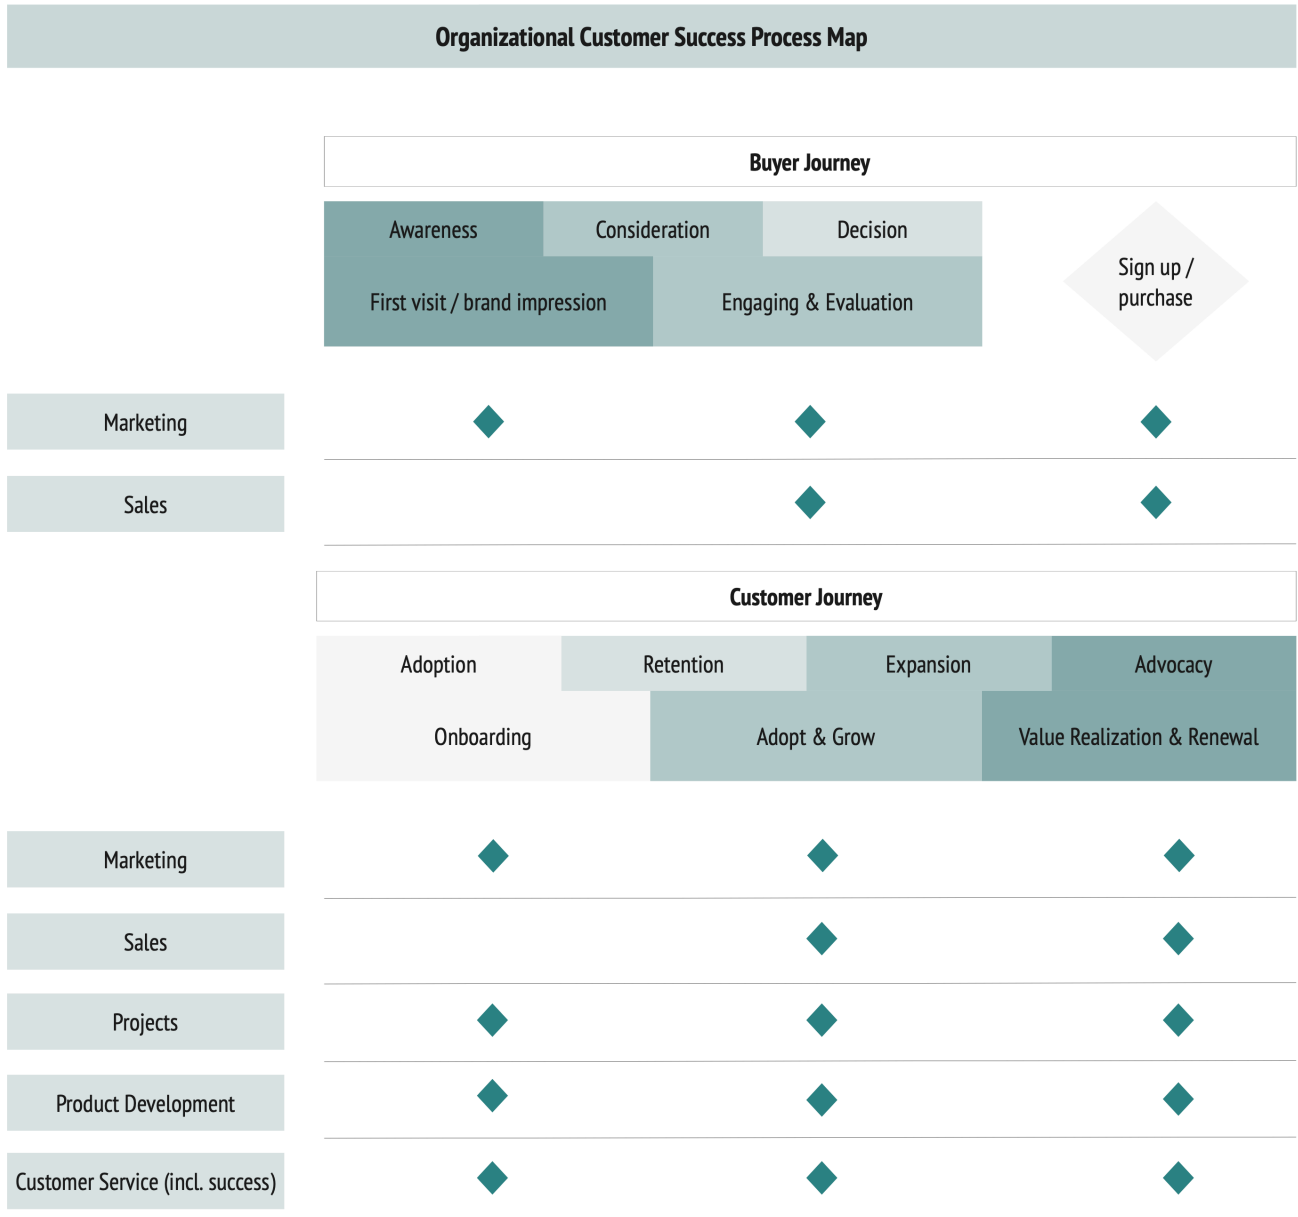 Organizational Customer Success Process Map
Buyer Journey
Awareness
Consideration
Decision
First visit / brand impression
Engaging & Evaluation
Sign up /
purchase
Marketing
Sales
Customer Journey
Adoption
Retention
Expansion
Advocacy
Onboarding
Adopt & Grow
Value Realization & Renewal
Marketing
Sales
Projects
Product Development
Customer Service (incl. success)